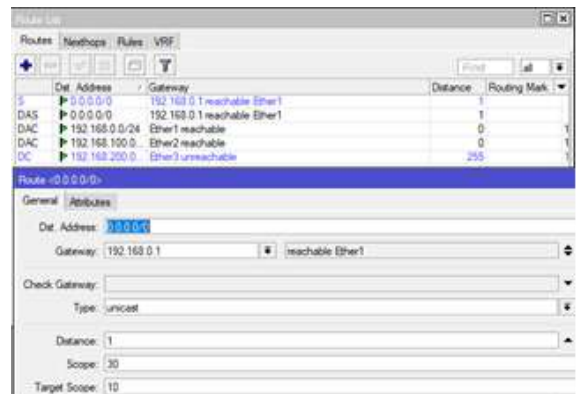 Route List
Routes Nexthops Rules VRF
Find all
Dst. Address Gateway Distance Routing Mark
S 0.0.0.0/0 192.168.0.1 reachable Ether1 1
DAS 0.0.0.0/0 192.168.0.1 reachable Ether1 1
DAC 192.168.0.0/24 Ether1 reachable 0 1
DAC 192.168.100.0... Ether2 reachable 0 1
DC 192.168.200.0... Ether3 unreachable 255 1
Route <0.0.0.0/0>
General Attributes
Dst. Address: 0.0.0.0/0
Gateway: 192.168.0.1 reachable Ether1
Check Gateway:
Type: unicast
Distance: 1
Scope: 30
Target Scope: 10